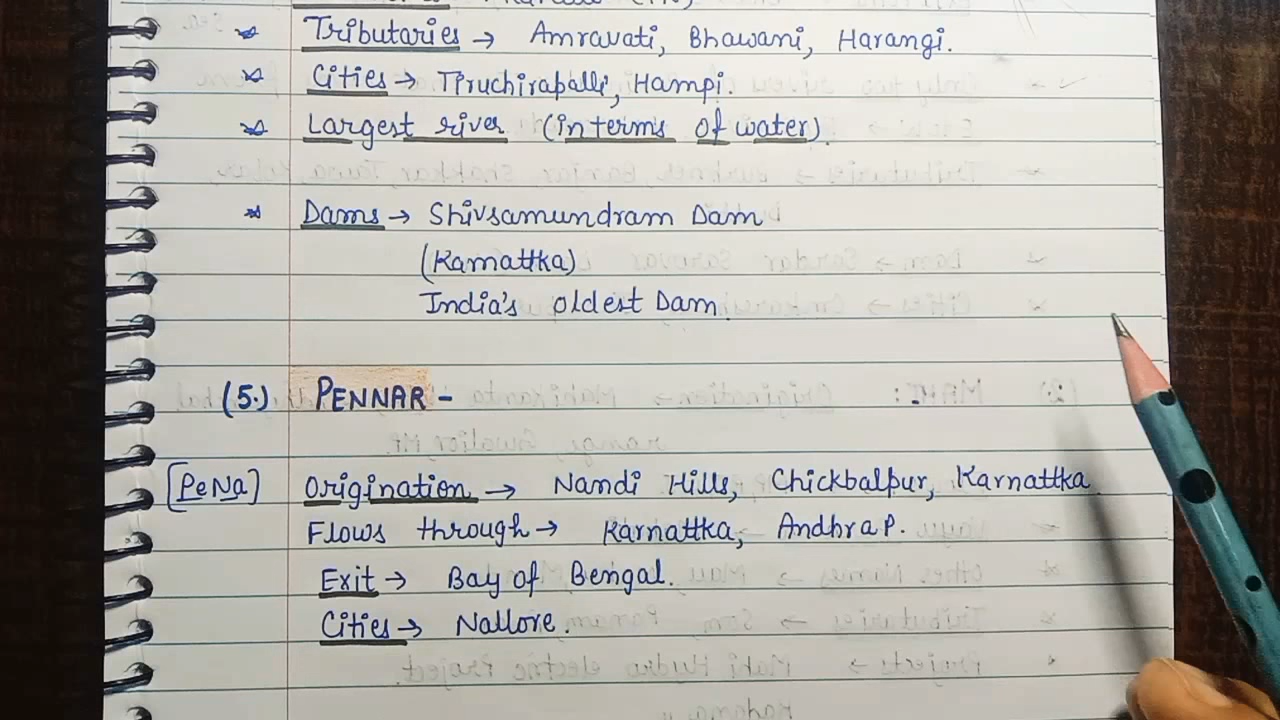 Tributaries → Amravati, Bhawani, Harangi.
Cities → Tiruchirapalli, Hampi.
Largest river (in terms of water).
Dams → Shivsamundram Dam
(Karnattka)
India's oldest Dam.
(5.) PENNAR -
[PeNa] Origination → Nandi Hills, Chickbalpur, Karnattka
Flows through → Karnattka, Andhra P.
Exit → Bay of Bengal.
Cities → Nallore.